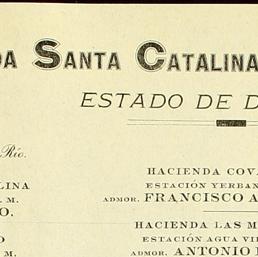 DA SANTA CATALINA
ESTADO DE D
Río.
HACIENDA COVA
LINA
ESTACIÓN YERBAN
M.
ADMOR. FRANCISCO A
O.
HACIENDA LAS M
O
ESTACIÓN AGUA VI
M.
ADMOR. ANTONIO